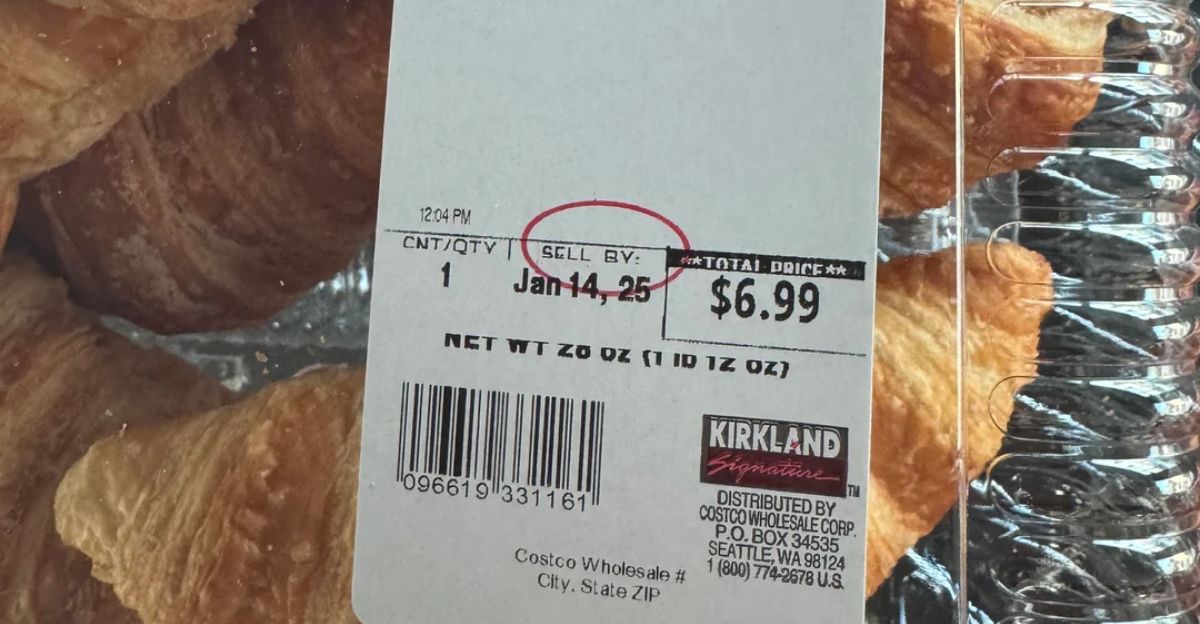 12:04 PM
CNT/QTY
SELL BY:
**TOTAL PRICE**
1
Jan 14, 25
$6.99
NET WT 28 OZ (1 lb 12 OZ)
096619 331161
KIRKLAND
Signature
TM
DISTRIBUTED BY
COSTCO WHOLESALE CORP.
P.O. BOX 34535
SEATTLE, WA 98124
1 (800) 774-2678 U.S.
Costco Wholesale #
City, State ZIP